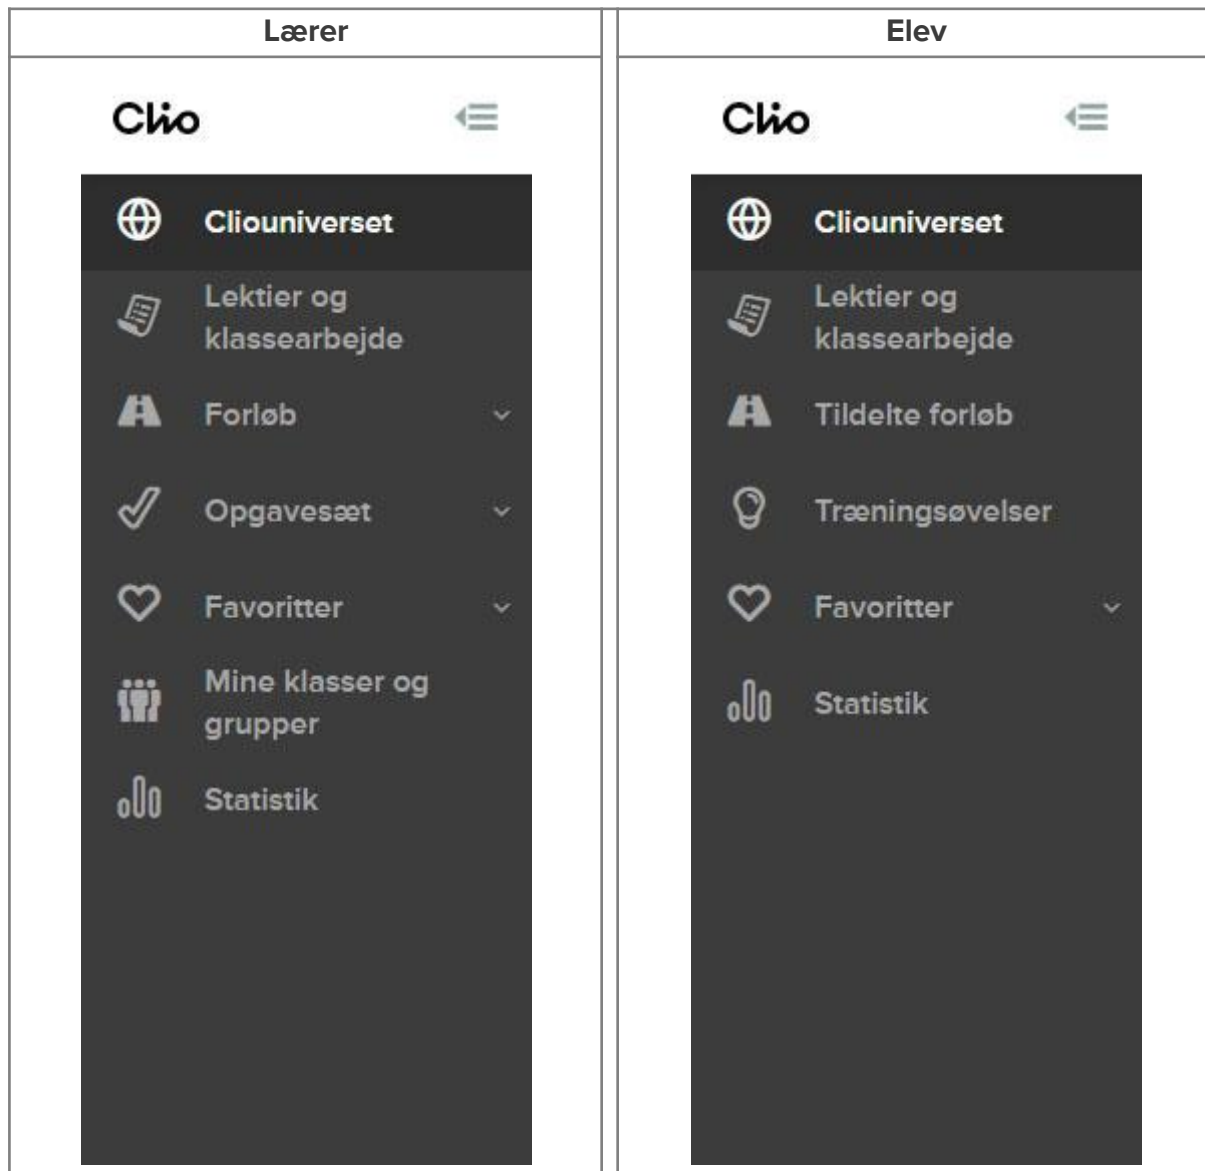 Lærer
Clio
Cliouniverset
Lektier og
klassearbejde
Forløb
Opgavesæt
Favoritter
Mine klasser og
grupper
Statistik
Elev
Clio
Cliouniverset
Lektier og
klassearbejde
Tildelte forløb
Træningsøvelser
Favoritter
Statistik